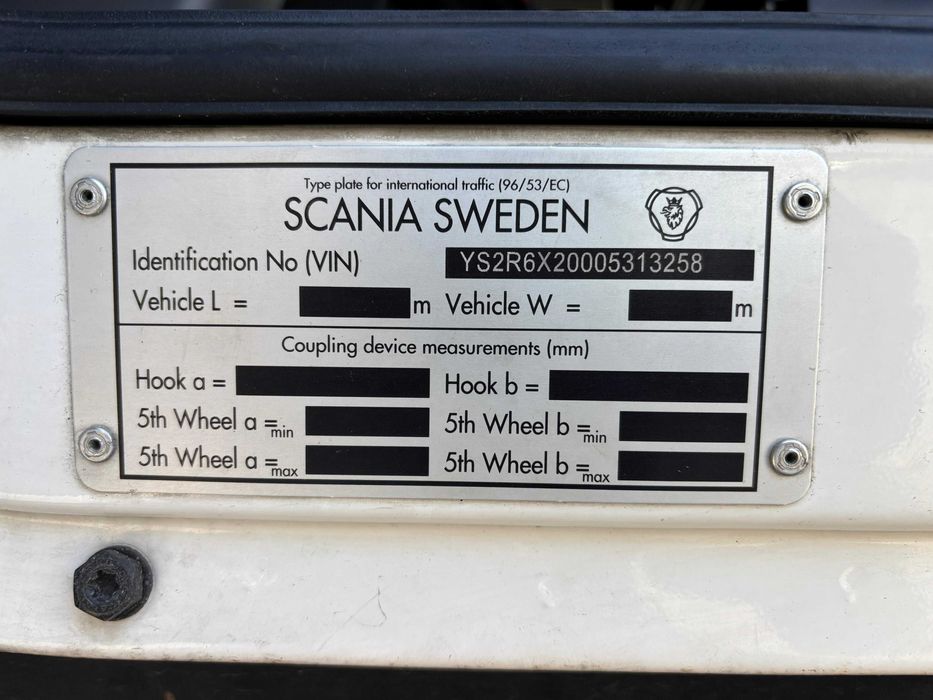 Type plate for international traffic (96/53/EC)
SCANIA SWEDEN
Identification No (VIN) YS2R6X20005313258
Vehicle L = m Vehicle W = m
Coupling device measurements (mm)
Hook a = Hook b =
5th Wheel a = min 5th Wheel b = min
5th Wheel a = max 5th Wheel b = max